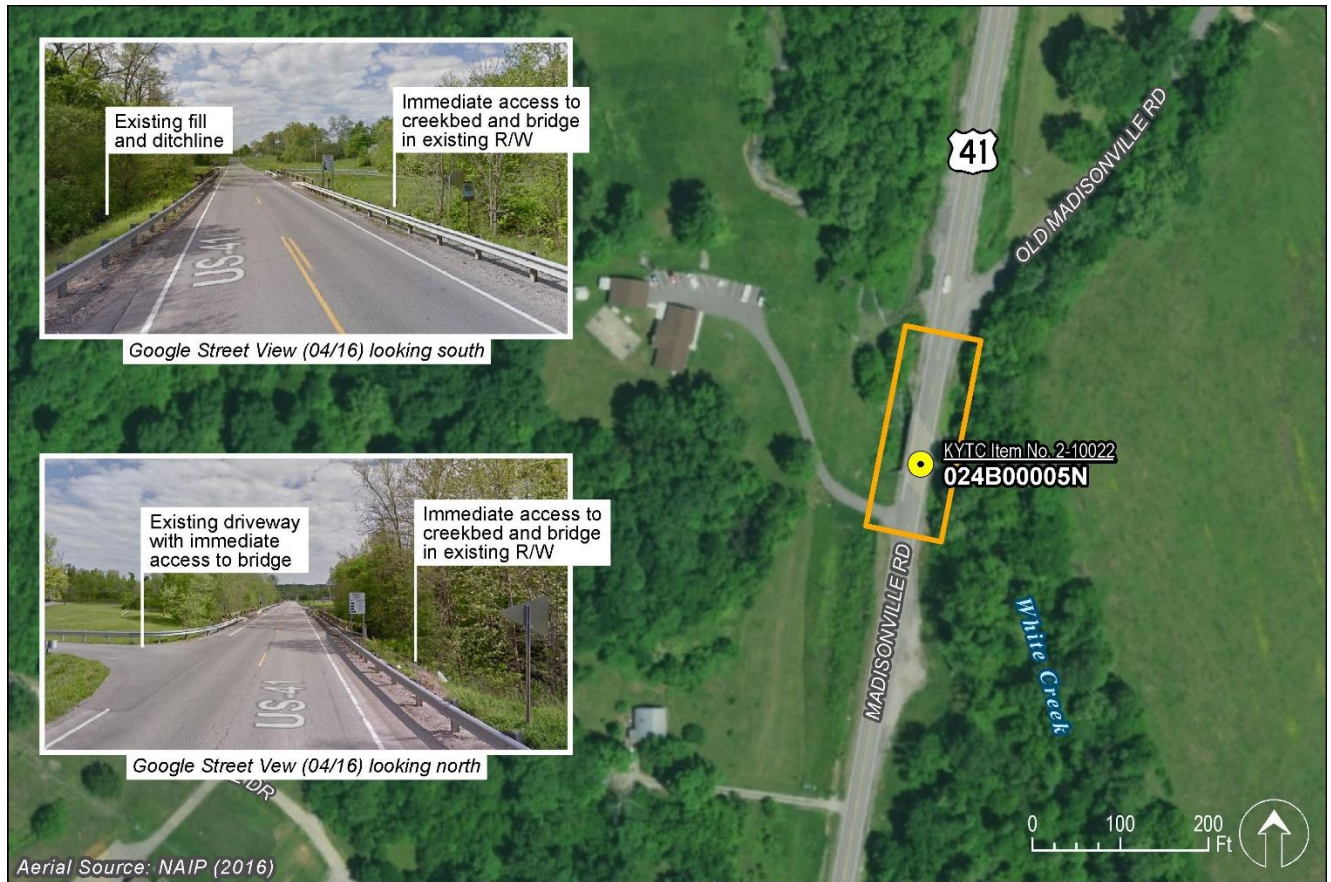 Existing fill
and ditchline
Immediate access to
creekbed and bridge
in existing R/W
US-41
Google Street View (04/16) looking south
Existing driveway
with immediate
access to bridge
Immediate access to
creekbed and bridge
in existing R/W
US-41
Google Street Vew (04/16) looking north
41
OLD MADISONVILLE RD
KYTC Item No. 2-10022
024B00005N
MADISONVILLE RD
White Creek
DR
0 100 200
Ft
Aerial Source: NAIP (2016)